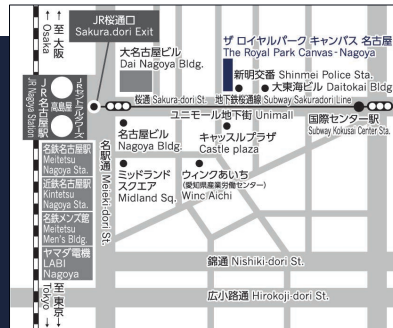 ↑至大阪
Osaka
JR桜通口
Sakura.dori Exit
大名古屋ビル
Dai Nagoya Bldg.
ザ ロイヤルパーク キャンバス 名古屋
The Royal Park Canvas-Nagoya
新明交番 Shinmei Police Sta.
大東海ビル Daitokai Bldg
桜通 Sakura-dori St.
地下鉄桜通線 Subway Sakuradori Line
JR名古屋駅
JR Nagoya Station
高島屋
JRセントラルタワーズ
ユニモール地下街 Unimall
国際センター駅
Subway Kokusai Center Sta.
名古屋ビル
Nagoya Bldg.
キャッスルプラザ
Castle plaza
名鉄名古屋駅
Meitetsu
Nagoya Sta.
近鉄名古屋駅
Kintetsu
Nagoya Sta.
名鉄メンズ館
Meitetsu
Men's Bldg.
ヤマダ電機
LABI
Nagoya
名駅通 Meieki-dori St.
ミッドランド
スクエア
Midland Sq.
ウィンクあいち
(愛知県産業労働センター)
Winc Aichi
錦通 Nishiki-dori St.
広小路通 Hirokoji-dori St.
至東京↓
Tokyo